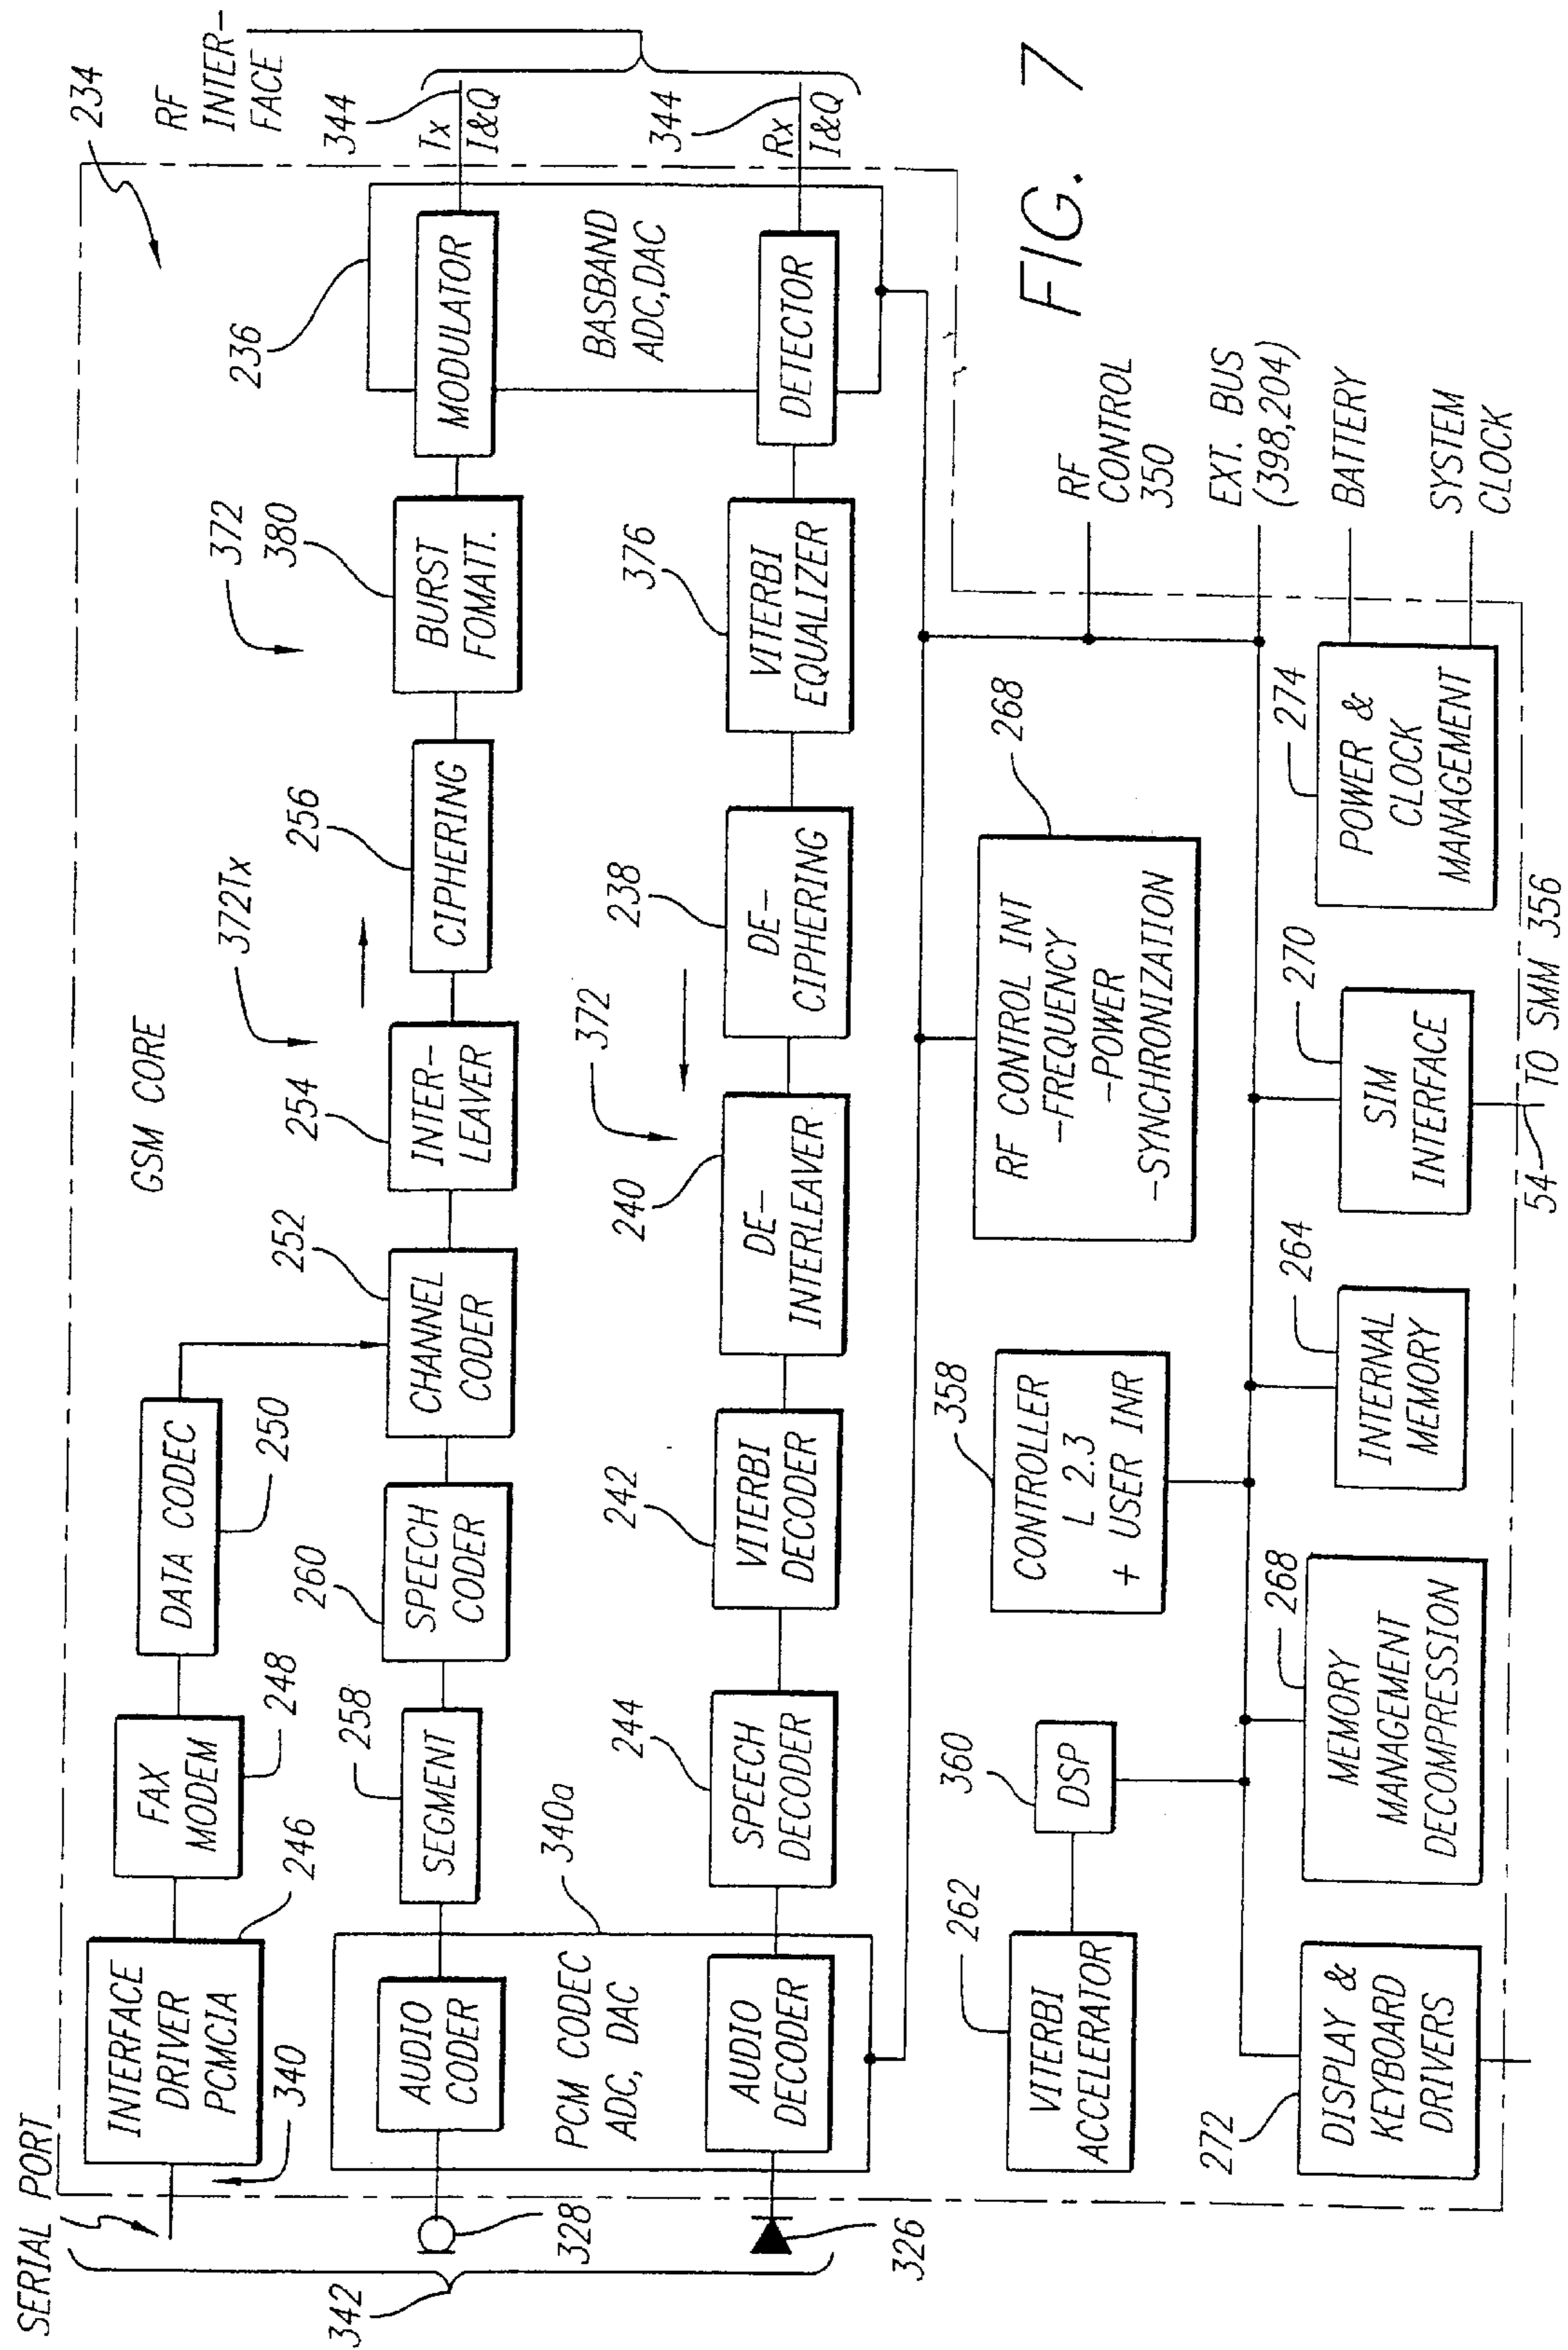 234
RF
INTER-
FACE
GSM CORE
SERIAL PORT
340
INTERFACE
DRIVER
PCMCIA
246
FAX
MODEM
248
DATA CODEC
250
372Tx
372
342
328
AUDIO
CODER
258
SEGMENT
260
SPEECH
CODER
252
CHANNEL
CODER
254
INTER-
LEAVER
256
CIPHERING
380
BURST
FOMATT.
236
MODULATOR
344
Tx
I&Q
PCM CODEC
ADC, DAC
340a
BASBAND
ADC,DAC
326
AUDIO
DECODER
244
SPEECH
DECODER
242
VITERBI
DECODER
240
DE-
INTERLEAVER
372
238
DE-
CIPHERING
376
VITERBI
EQUALIZER
DETECTOR
344
Rx
I&Q
262
VITERBI
ACCELERATOR
360
DSP
358
CONTROLLER
L 2.3
+ USER INR
268
RF CONTROL INT
-FREQUENCY
-POWER
-SYNCHRONIZATION
RF
CONTROL
350
EXT. BUS
(398,204)
BATTERY
SYSTEM
CLOCK
272
DISPLAY &
KEYBOARD
DRIVERS
268
MEMORY
MANAGEMENT
DECOMPRESSION
264
INTERNAL
MEMORY
270
SIM
INTERFACE
274
POWER &
CLOCK
MANAGEMENT
54
TO SMM 356
FIG. 7